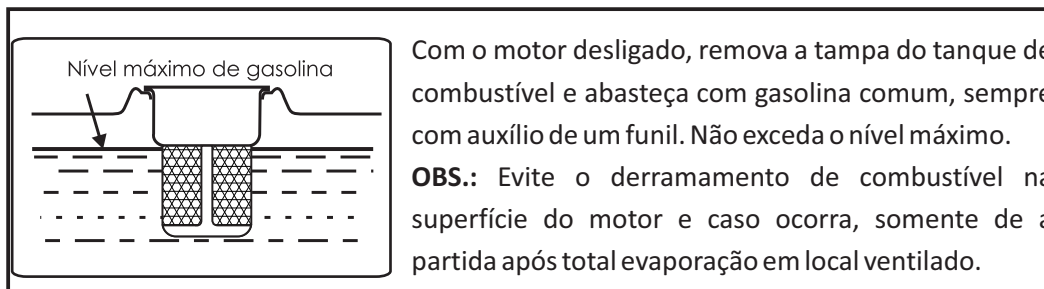 Nível máximo de gasolina
Com o motor desligado, remova a tampa do tanque de
combustível e abasteça com gasolina comum, sempre
com auxílio de um funil. Não exceda o nível máximo.
OBS.: Evite o derramamento de combustível na
superfície do motor e caso ocorra, somente de a
partida após total evaporação em local ventilado.